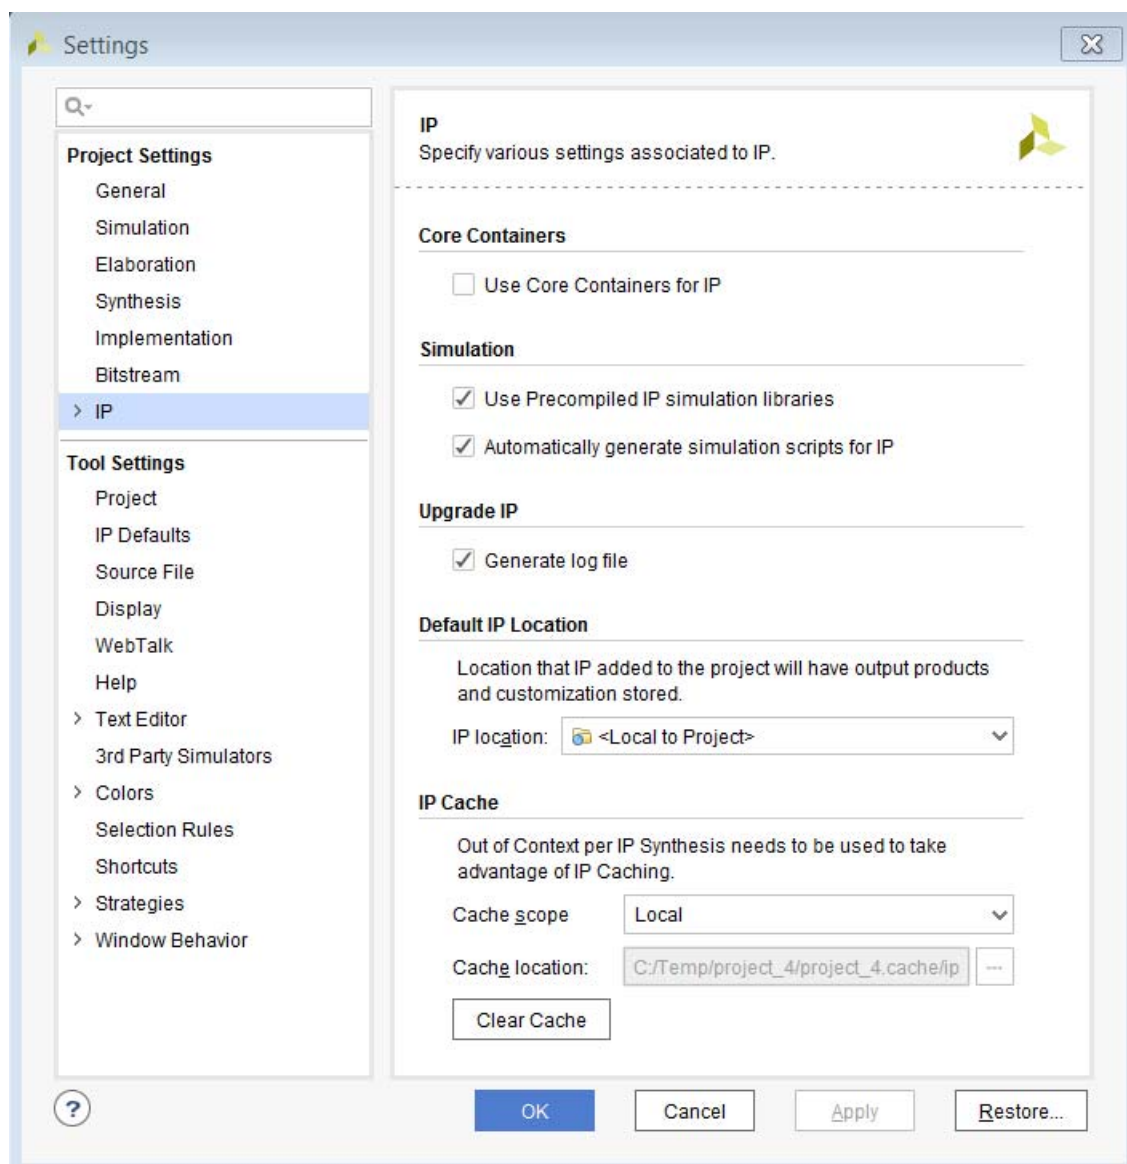 Settings
Project Settings
General
Simulation
Elaboration
Synthesis
Implementation
Bitstream
IP
Tool Settings
Project
IP Defaults
Source File
Display
WebTalk
Help
Text Editor
3rd Party Simulators
Colors
Selection Rules
Shortcuts
Strategies
Window Behavior
IP
Specify various settings associated to IP.
Core Containers
Use Core Containers for IP
Simulation
Use Precompiled IP simulation libraries
Automatically generate simulation scripts for IP
Upgrade IP
Generate log file
Default IP Location
Location that IP added to the project will have output products
and customization stored.
IP location: <Local to Project>
IP Cache
Out of Context per IP Synthesis needs to be used to take
advantage of IP Caching.
Cache scope Local
Cache location: C:/Temp/project_4/project_4.cache/ip ...
Clear Cache
? OK Cancel Apply Restore...